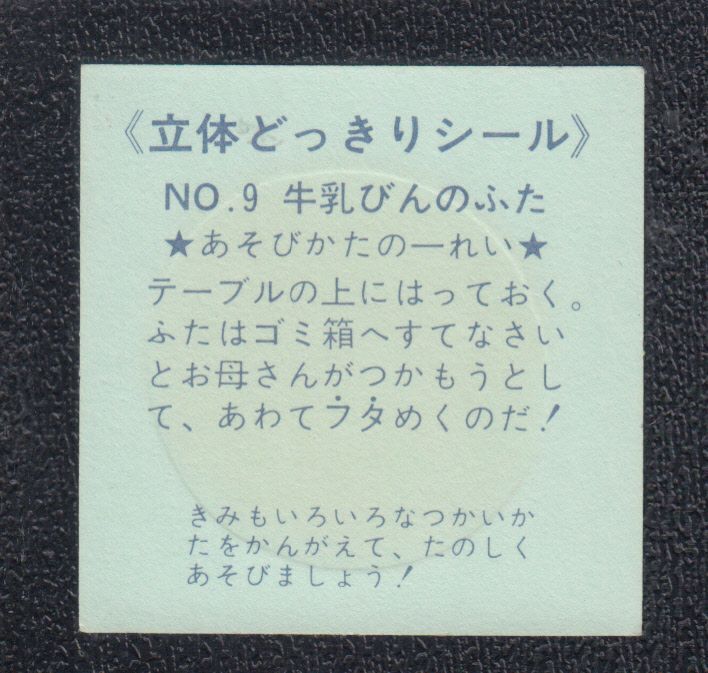 《立体どっきりシール》
NO.9 牛乳びんのふた
★あそびかたの一れい★
テーブルの上にはっておく。
ふたはゴミ箱へすてなさい
とお母さんがつかもうとし
て、あわてフタめくのだ!
きみもいろいろなつかいか
たをかんがえて、たのしく
あそびましょう!